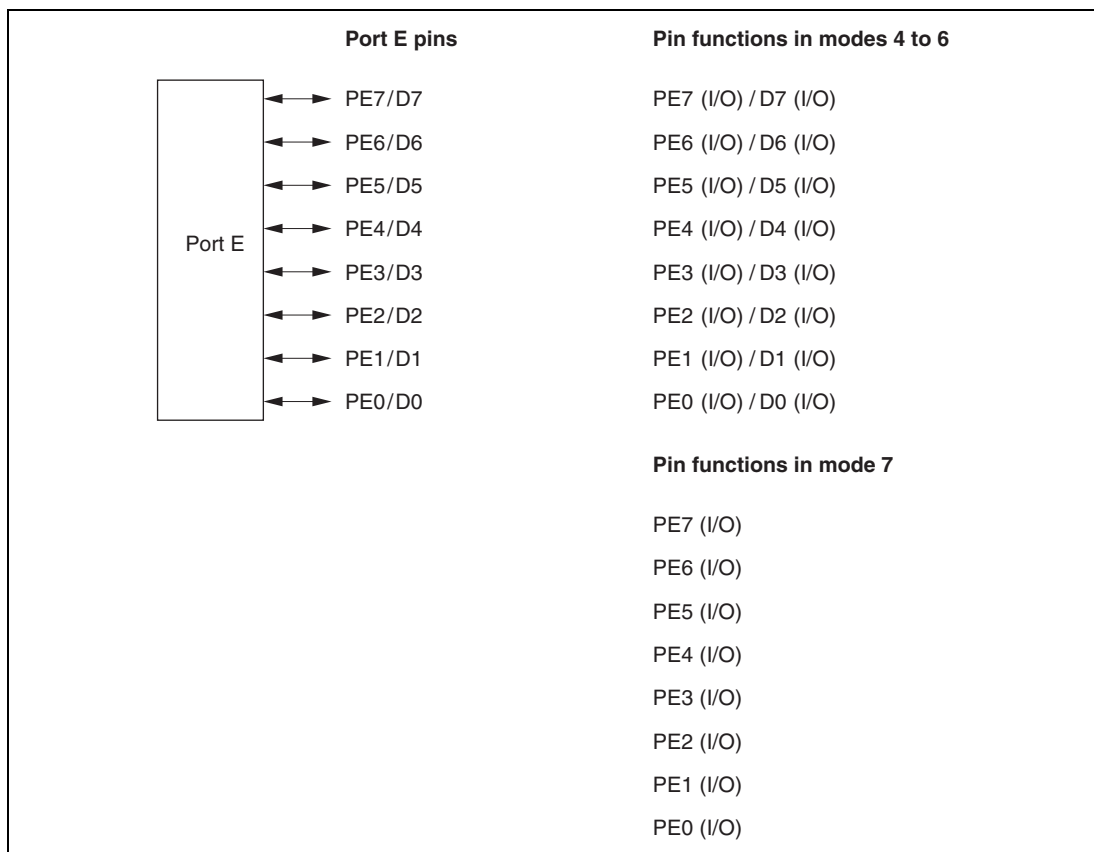 Port E pins Pin functions in modes 4 to 6
Port E
PE7/D7 PE7 (I/O) / D7 (I/O)
PE6/D6 PE6 (I/O) / D6 (I/O)
PE5/D5 PE5 (I/O) / D5 (I/O)
PE4/D4 PE4 (I/O) / D4 (I/O)
PE3/D3 PE3 (I/O) / D3 (I/O)
PE2/D2 PE2 (I/O) / D2 (I/O)
PE1/D1 PE1 (I/O) / D1 (I/O)
PE0/D0 PE0 (I/O) / D0 (I/O)
Pin functions in mode 7
PE7 (I/O)
PE6 (I/O)
PE5 (I/O)
PE4 (I/O)
PE3 (I/O)
PE2 (I/O)
PE1 (I/O)
PE0 (I/O)